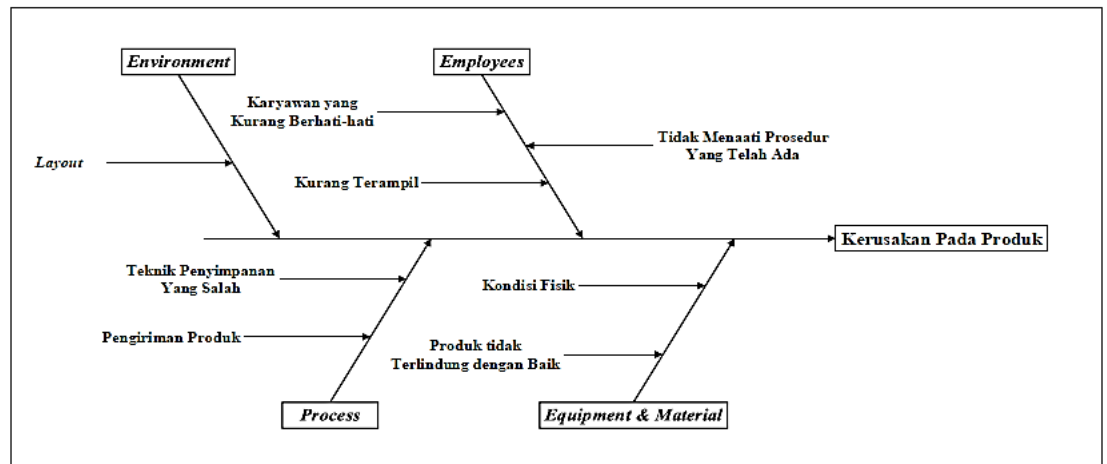 Environment
Employees
Karyawan yang
Kurang Berhati-hati
Tidak Menaati Prosedur
Yang Telah Ada
Layout
Kurang Terampil
Kerusakan Pada Produk
Teknik Penyimpanan
Yang Salah
Kondisi Fisik
Pengiriman Produk
Produk tidak
Terlindung dengan Baik
Process
Equipment & Material